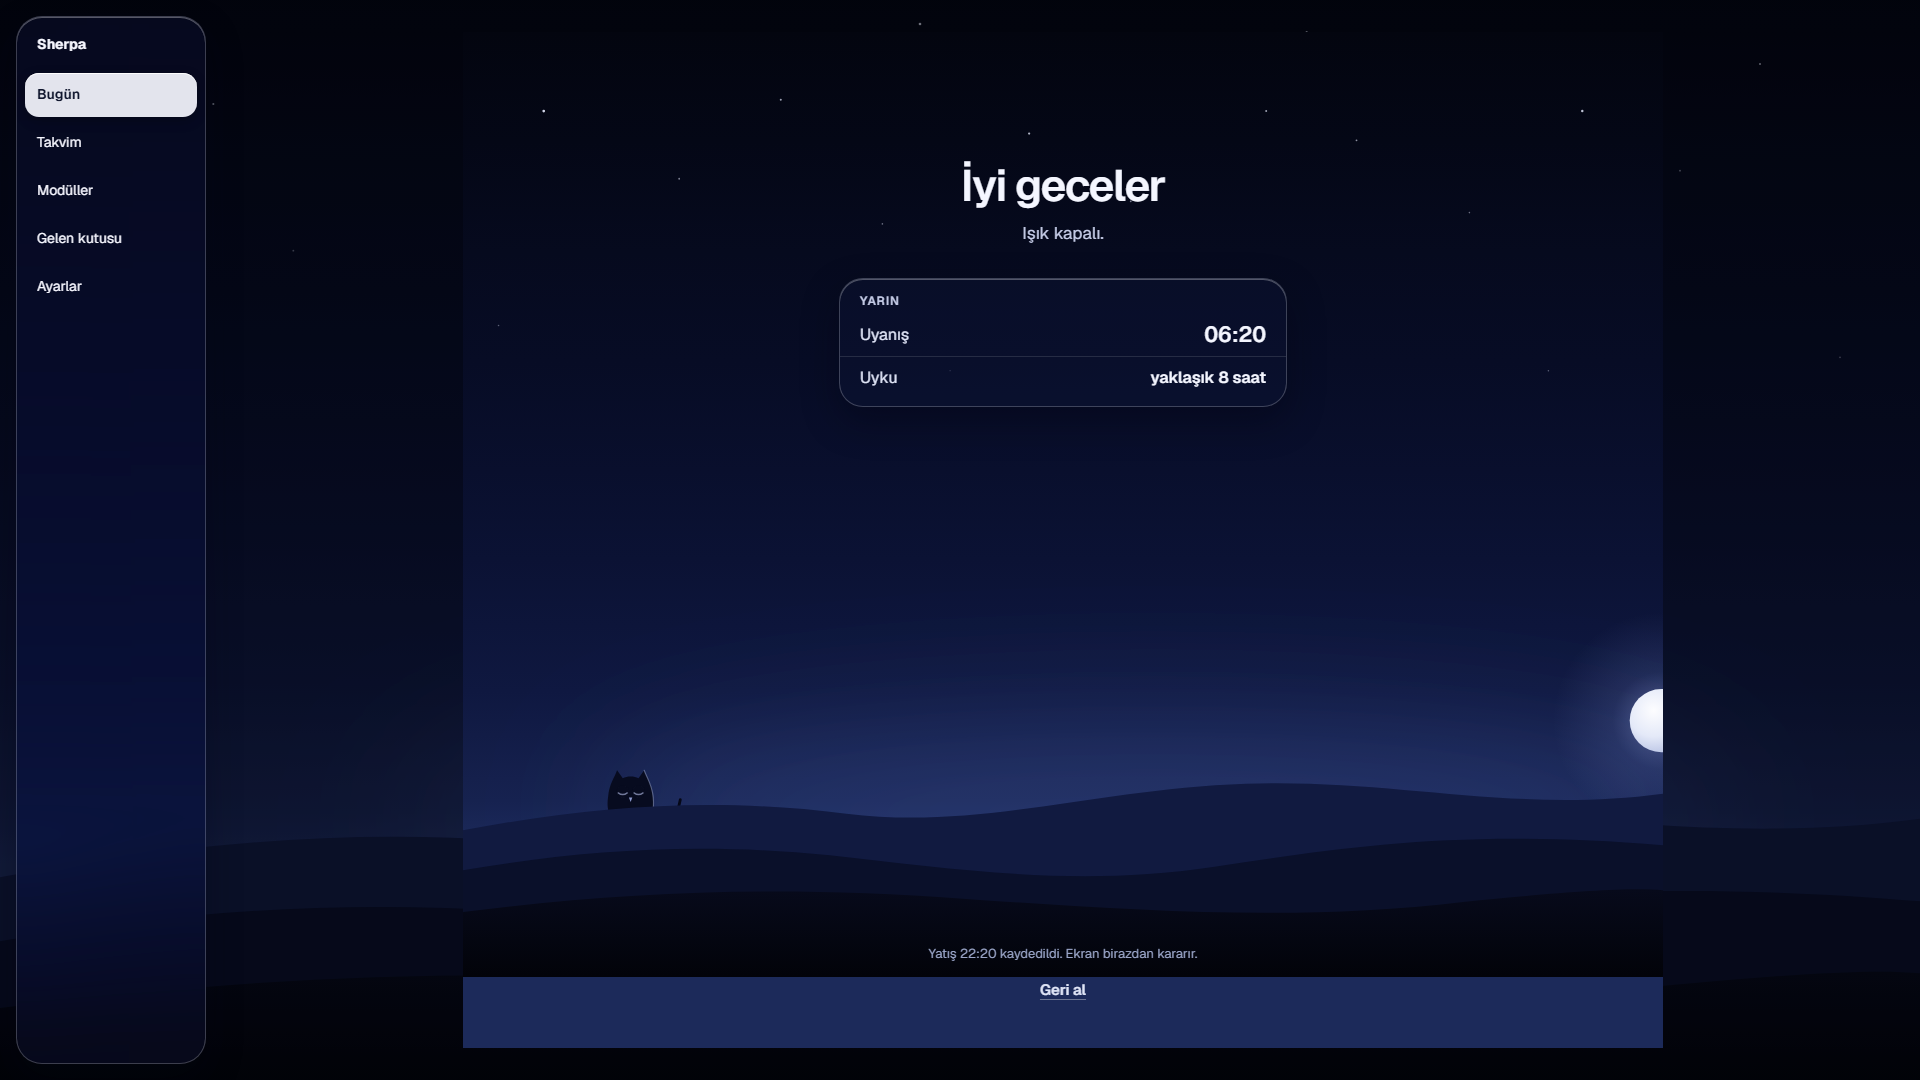 Sherpa
Bugün
Takvim
Modüller
Gelen kutusu
Ayarlar
İyi geceler
Işık kapalı.
YARIN
Uyanış 06:20
Uyku yaklaşık 8 saat
Yatış 22:20 kaydedildi. Ekran birazdan kararır.
Geri al